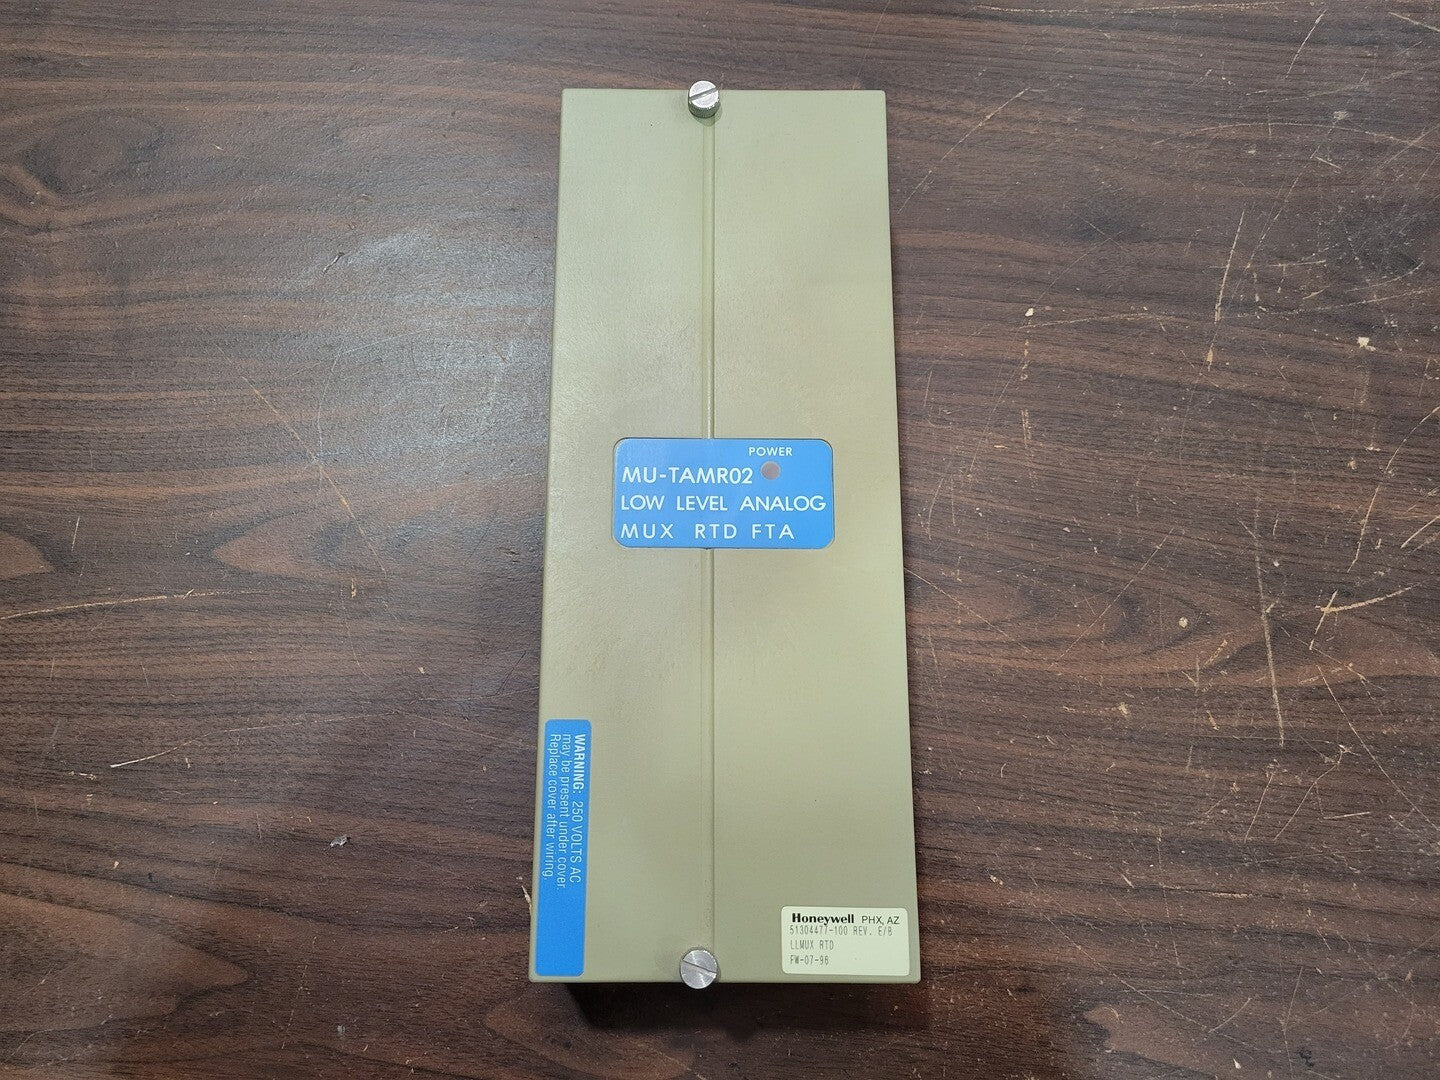 POWER
MU-TAMR02
LOW LEVEL ANALOG
MUX RTD FTA
WARNING: 250 VOLTS AC
may be present under cover.
Replace cover after wiring.
Honeywell PHX, AZ
51304477-100 REV. E/B
LLMUX RTD
FW-07-96